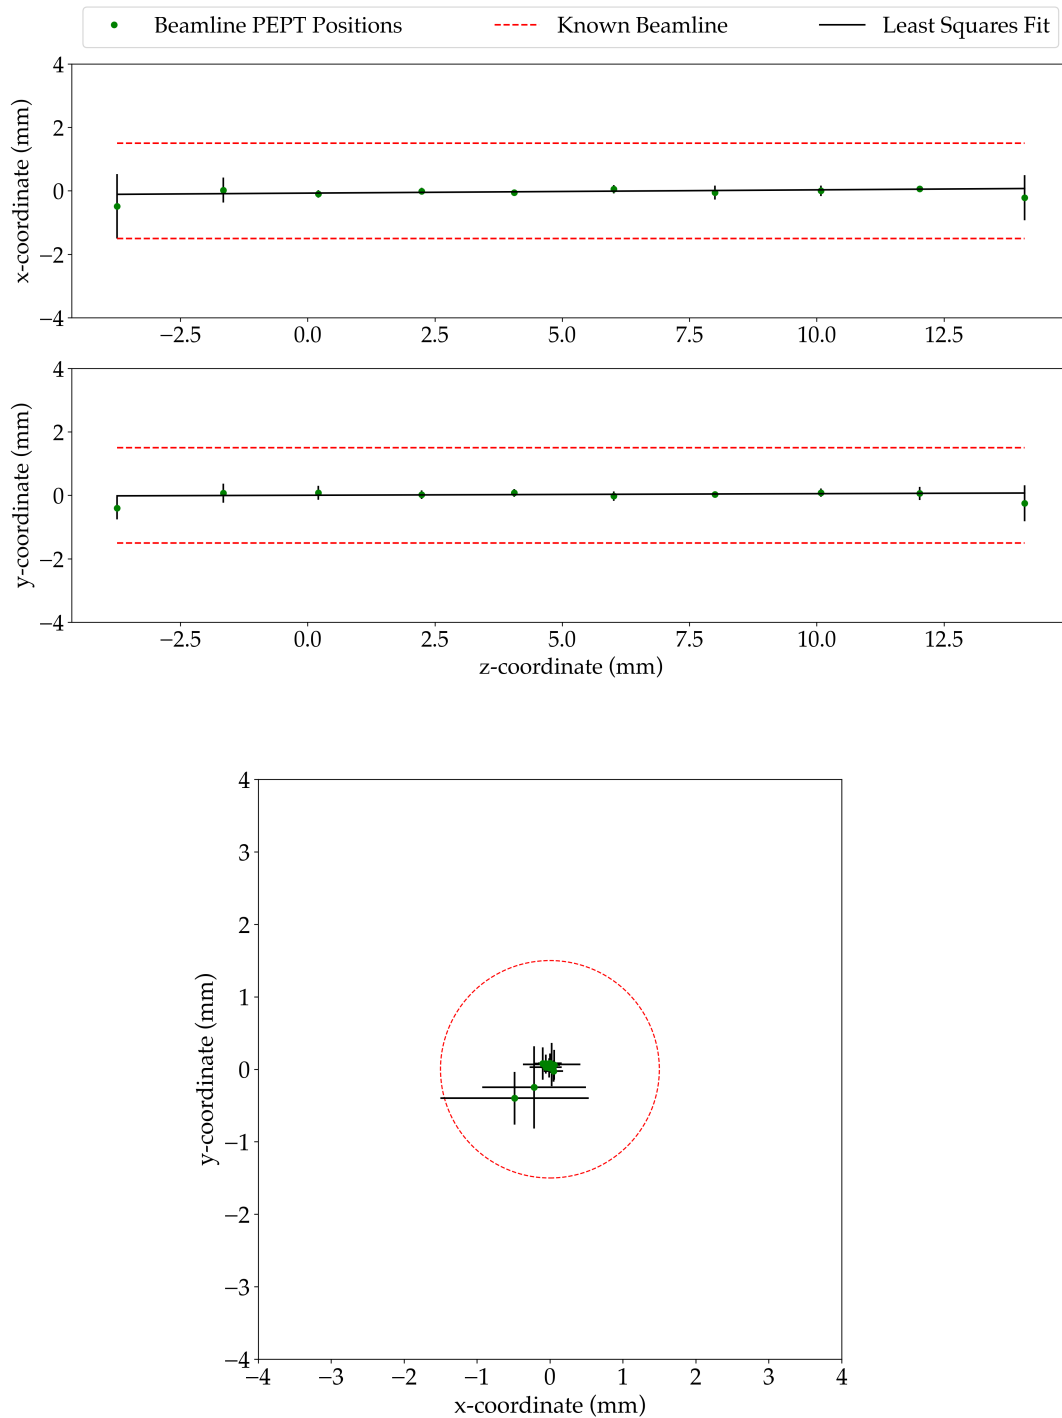 Beamline PEPT Positions Known Beamline Least Squares Fit
4
2
0
−2
−4
x-coordinate (mm)
−2.5 0.0 2.5 5.0 7.5 10.0 12.5
4
2
0
−2
−4
y-coordinate (mm)
−2.5 0.0 2.5 5.0 7.5 10.0 12.5
z-coordinate (mm)
4
3
2
1
0
−1
−2
−3
−4
y-coordinate (mm)
−4 −3 −2 −1 0 1 2 3 4
x-coordinate (mm)